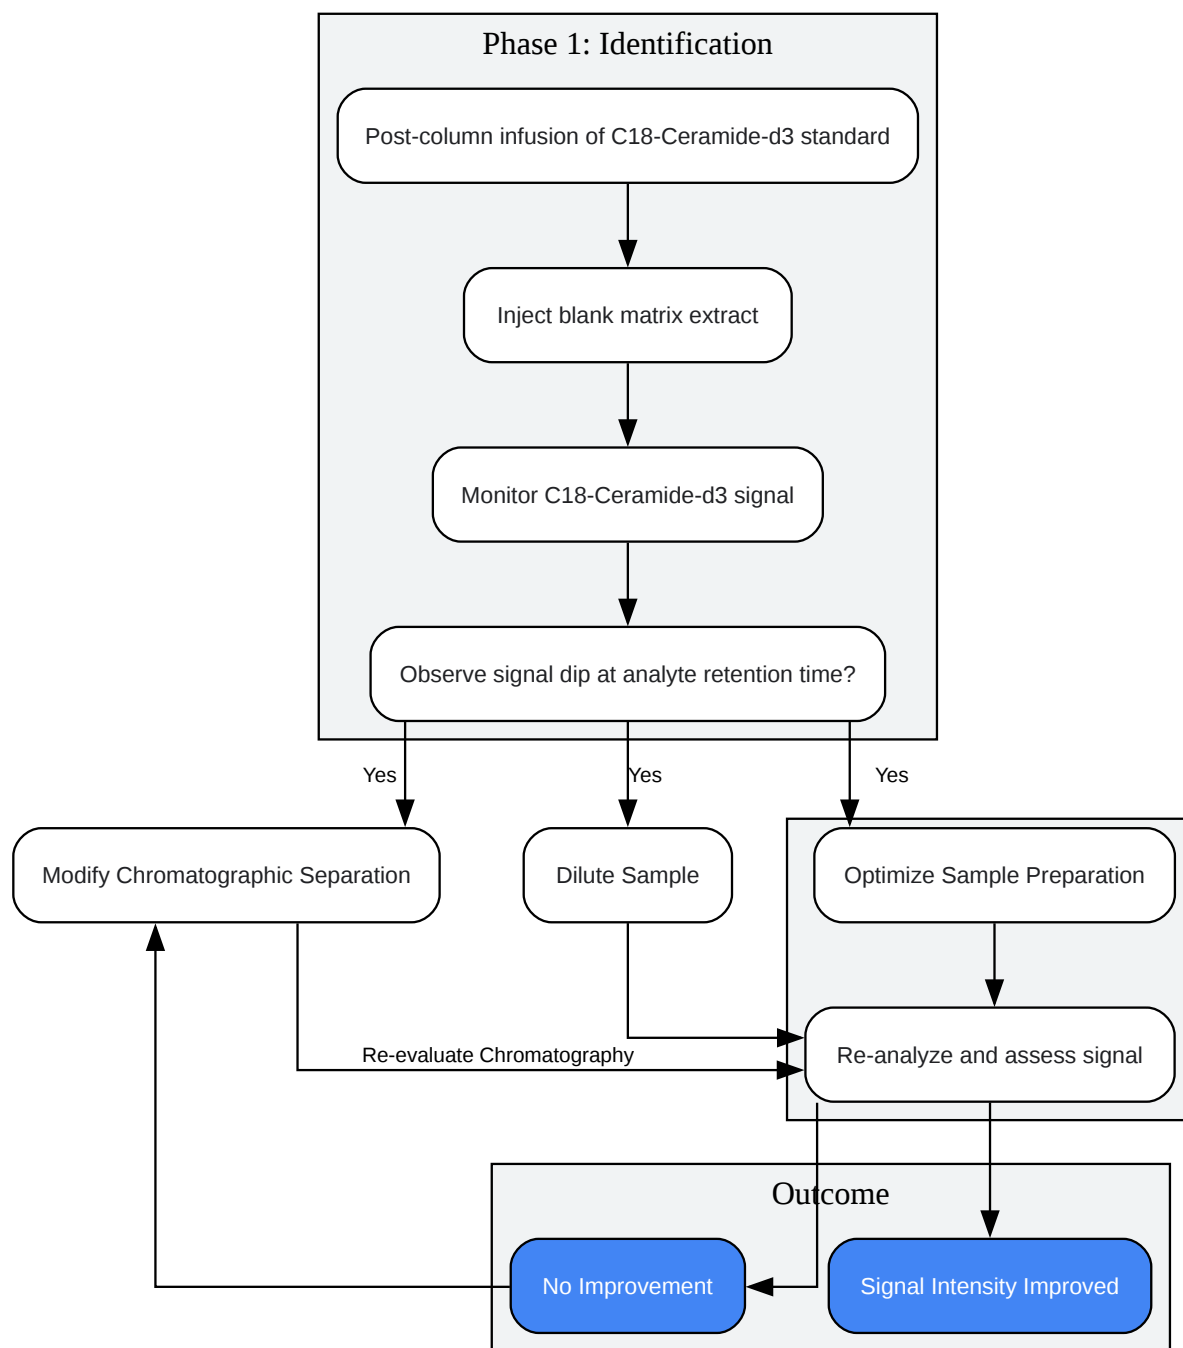 Phase 1: Identification
Post-column infusion of C18-Ceramide-d3 standard
Inject blank matrix extract
Monitor C18-Ceramide-d3 signal
Observe signal dip at analyte retention time?
Yes
Yes
Yes
Modify Chromatographic Separation
Dilute Sample
Optimize Sample Preparation
Re-evaluate Chromatography
Re-analyze and assess signal
Outcome
No Improvement
Signal Intensity Improved